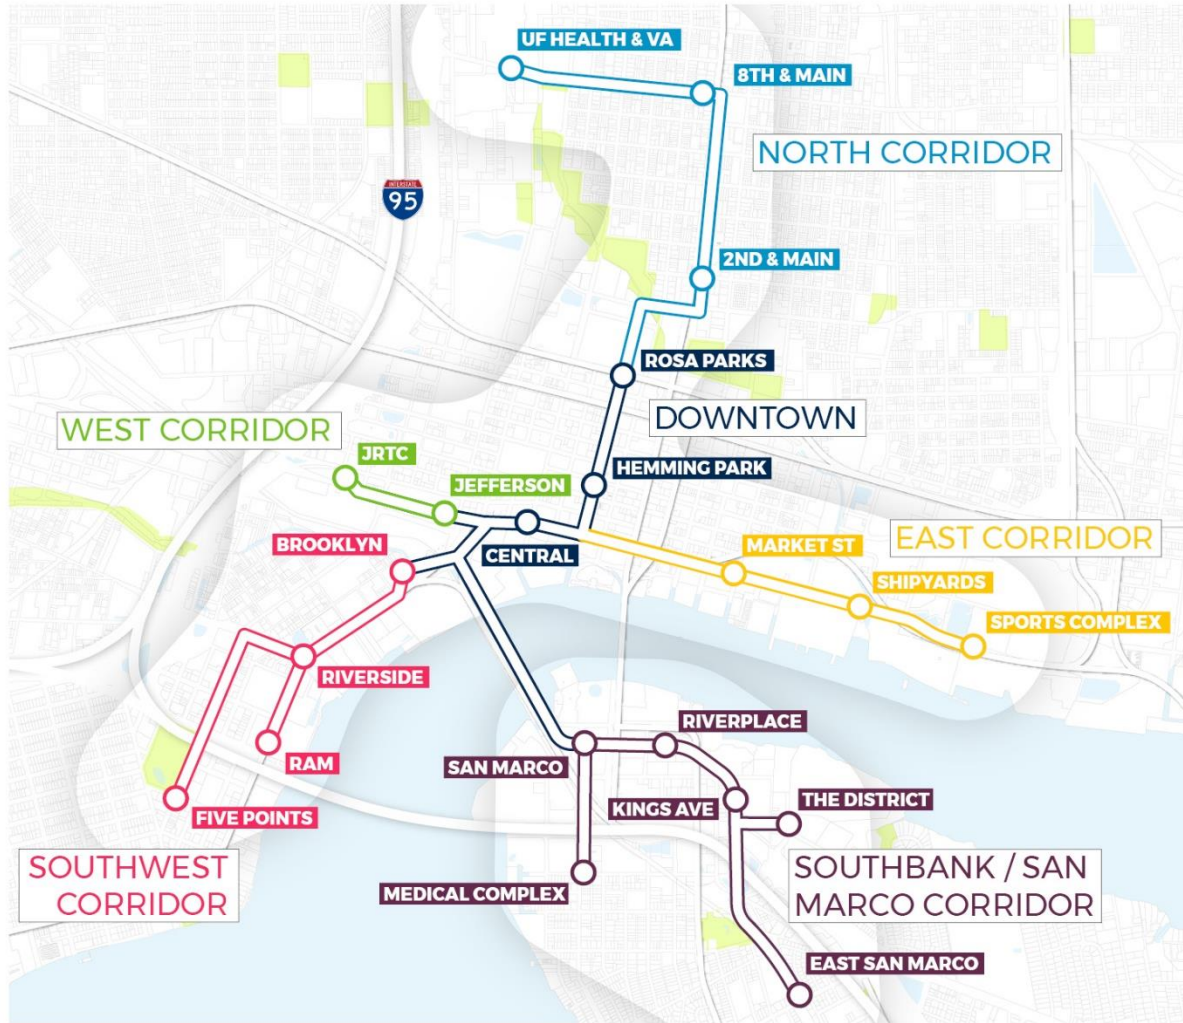 UF HEALTH & VA
8TH & MAIN
NORTH CORRIDOR
INTERSTATE
95
2ND & MAIN
ROSA PARKS
DOWNTOWN
WEST CORRIDOR
JRTC
HEMMING PARK
JEFFERSON
EAST CORRIDOR
BROOKLYN
CENTRAL
MARKET ST
SHIPYARDS
SPORTS COMPLEX
RIVERSIDE
RIVERPLACE
RAM
SAN MARCO
KINGS AVE
THE DISTRICT
FIVE POINTS
SOUTHWEST
CORRIDOR
MEDICAL COMPLEX
SOUTHBANK / SAN
MARCO CORRIDOR
EAST SAN MARCO